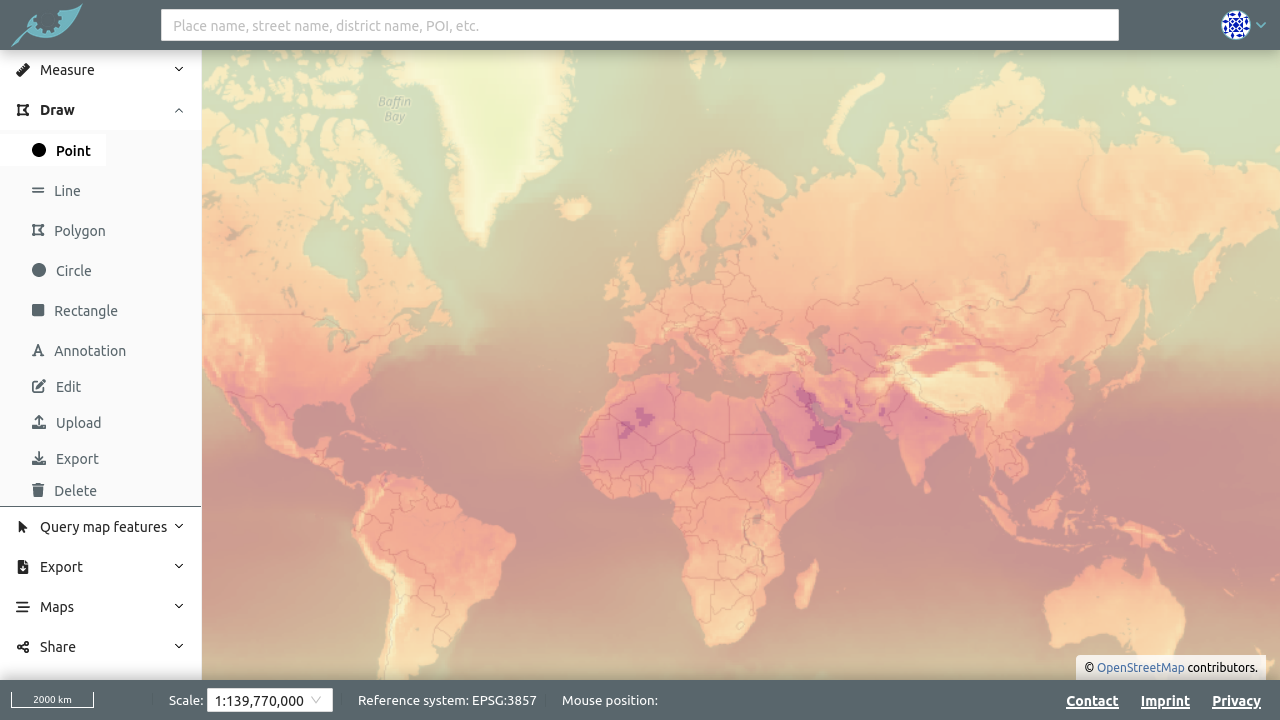 Place name, street name, district name, POI, etc.
Measure
Draw
Point
Line
Polygon
Circle
Rectangle
Annotation
Edit
Upload
Export
Delete
Query map features
Export
Maps
Share
Baffin
Bay
© OpenStreetMap contributors.
2000 km
Scale: 1:139,770,000
Reference system: EPSG:3857
Mouse position:
Contact
Imprint
Privacy